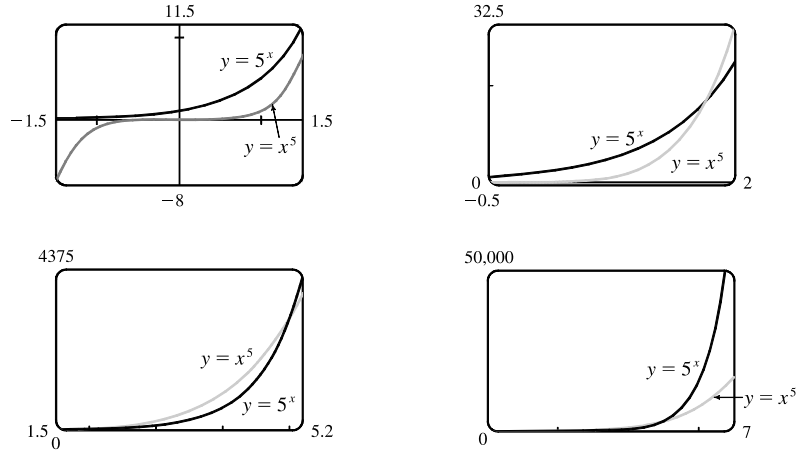 11.5
y = 5^x
−1.5
1.5
y = x^5
−8
32.5
y = 5^x
y = x^5
0
2
−0.5
4375
y = x^5
y = 5^x
1.5
5.2
0
50,000
y = 5^x
y = x^5
0
7